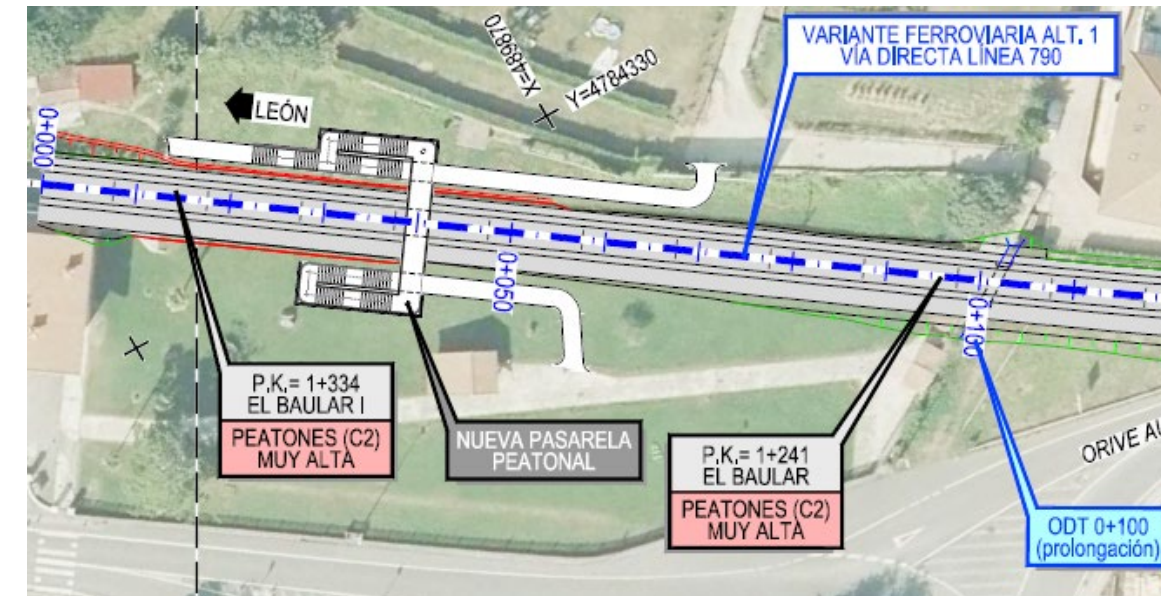 VARIANTE FERROVIARIA ALT. 1
VÍA DIRECTA LÍNEA 790
X=489870
Y=4784330
LEÓN
0+000
0+050
0+100
P.K.= 1+334
EL BAULAR I
PEATONES (C2)
MUY ALTA
NUEVA PASARELA
PEATONAL
P.K.= 1+241
EL BAULAR
PEATONES (C2)
MUY ALTA
ORIVE AL
ODT 0+100
(prolongación)